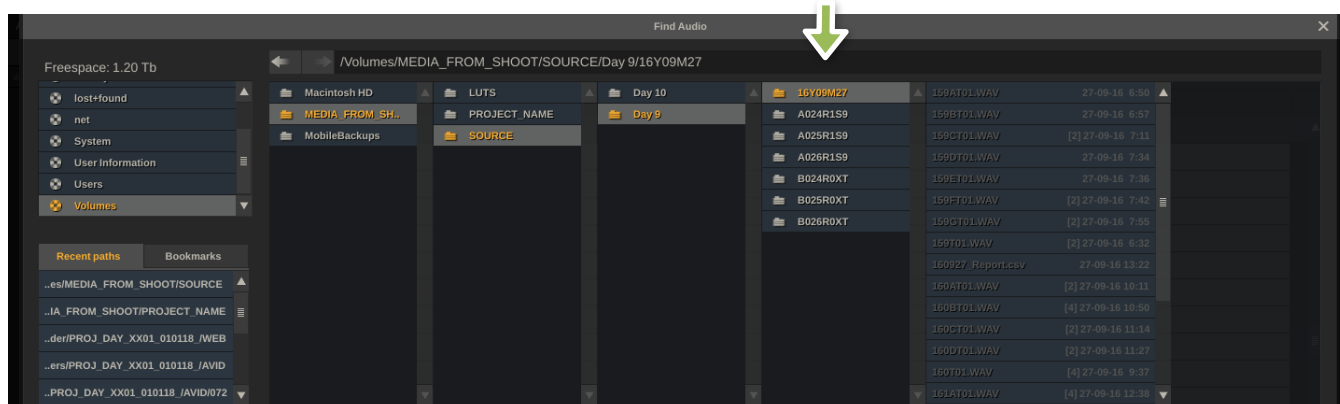 Find Audio
Freespace: 1.20 Tb
/Volumes/MEDIA_FROM_SHOOT/SOURCE/Day 9/16Y09M27
lost+found
net
System
User Information
Users
Volumes
Recent paths
Bookmarks
..es/MEDIA_FROM_SHOOT/SOURCE
..IA_FROM_SHOOT/PROJECT_NAME
..der/PROJ_DAY_XX01_010118_/WEB
..ers/PROJ_DAY_XX01_010118_/AVID
..PROJ_DAY_XX01_010118_/AVID/072
Macintosh HD
MEDIA_FROM_SH..
MobileBackups
LUTS
PROJECT_NAME
SOURCE
Day 10
Day 9
16Y09M27
A024R1S9
A025R1S9
A026R1S9
B024R0XT
B025R0XT
B026R0XT
159AT01.WAV 27-09-16 6:50
159BT01.WAV 27-09-16 6:57
159CT01.WAV [2] 27-09-16 7:11
159DT01.WAV 27-09-16 7:34
159ET01.WAV 27-09-16 7:36
159FT01.WAV [2] 27-09-16 7:42
159GT01.WAV [2] 27-09-16 7:55
159T01.WAV [2] 27-09-16 6:32
160927_Report.csv 27-09-16 13:22
160AT01.WAV [2] 27-09-16 10:11
160BT01.WAV [4] 27-09-16 10:50
160CT01.WAV [2] 27-09-16 11:14
160DT01.WAV [2] 27-09-16 11:27
160T01.WAV [4] 27-09-16 9:37
161AT01.WAV [4] 27-09-16 12:38